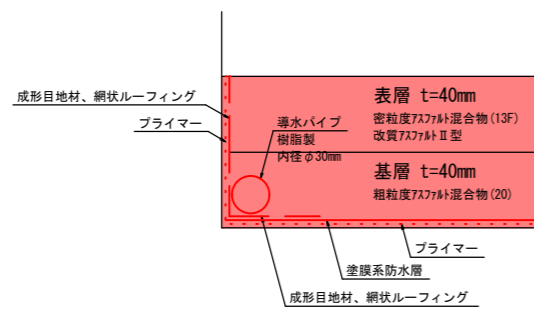 成形目地材、網状ルーフィング
プライマー
導水パイプ
樹脂製
内径φ30mm
表層 t=40mm
密粒度アスファルト混合物(13F)
改質アスファルトⅡ型
基層 t=40mm
粗粒度アスファルト混合物(20)
プライマー
塗膜系防水層
成形目地材、網状ルーフィング